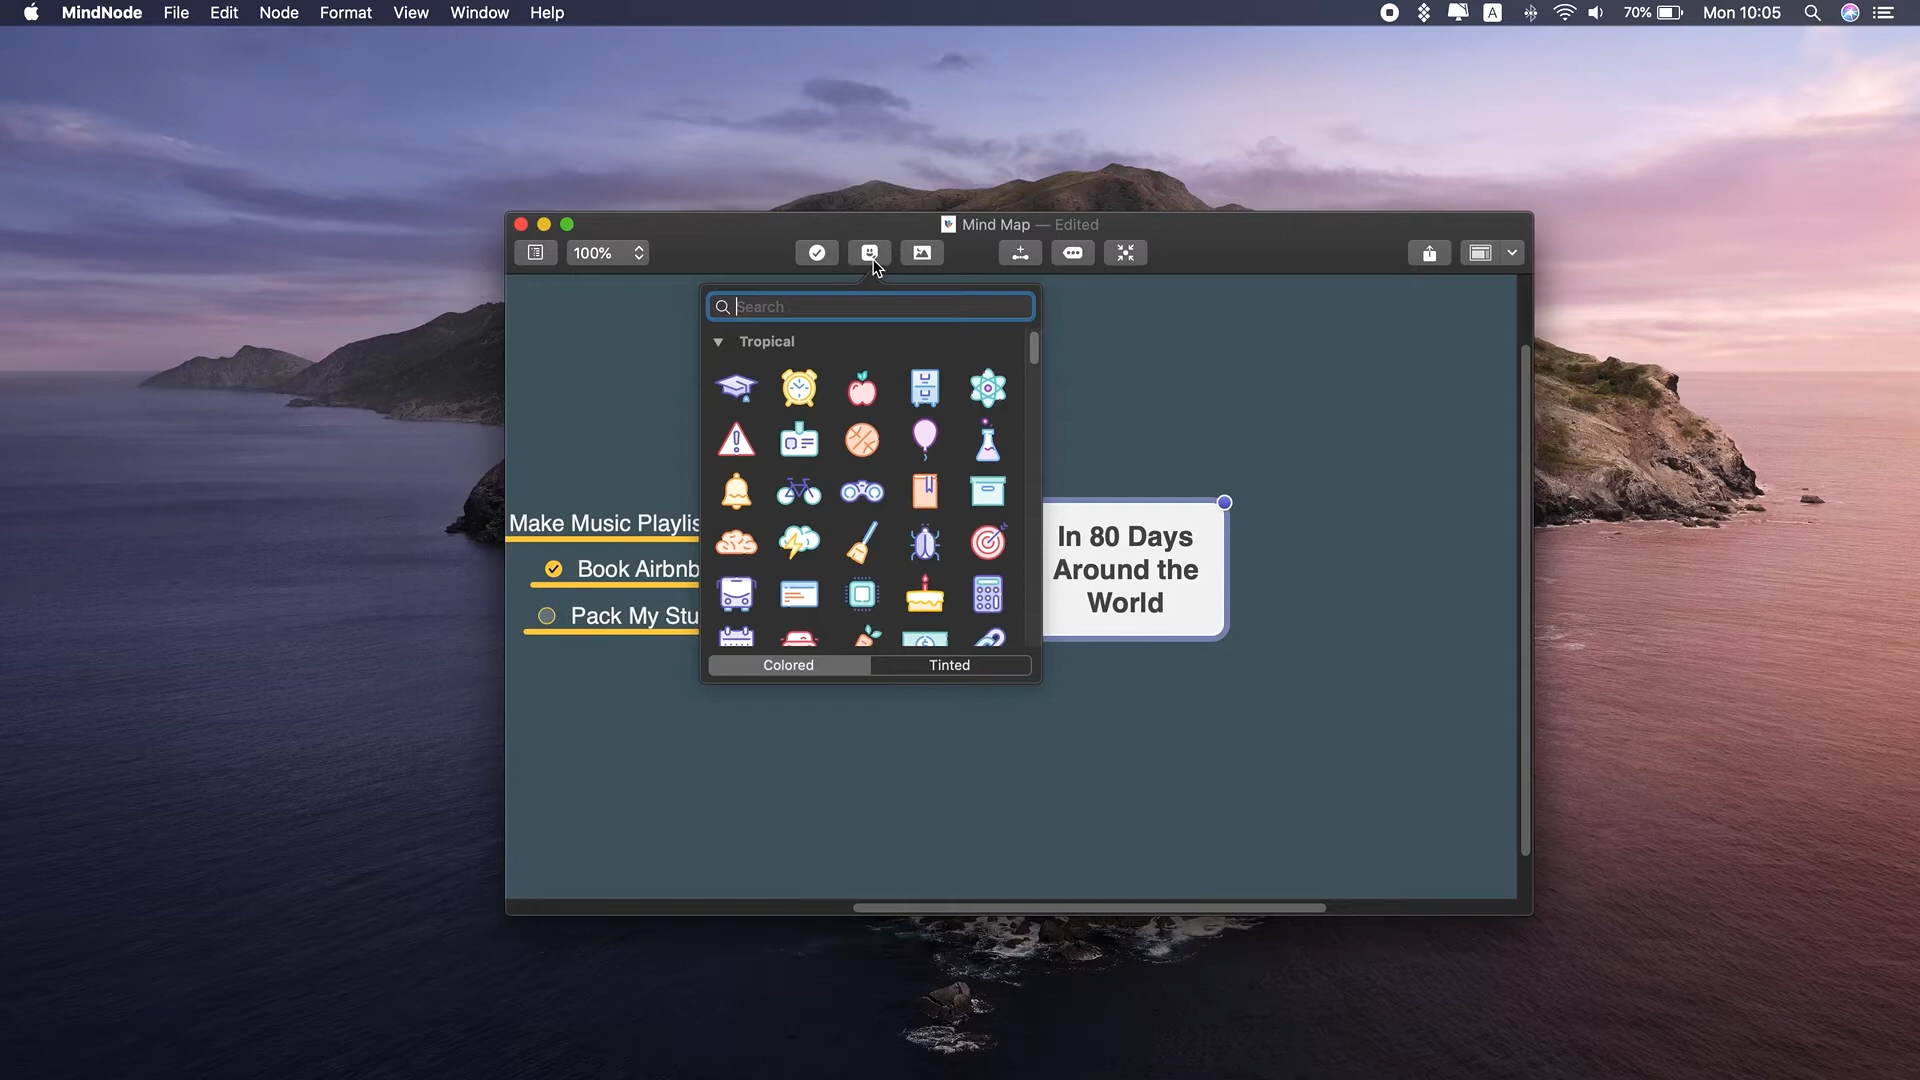 MindNode File Edit Node Format View Window Help A 70% Mon 10:05
Mind Map — Edited
100%
Search
Tropical
Make Music Playlis
Book Airbnb
Pack My Stu
In 80 Days
Around the
World
Colored Tinted